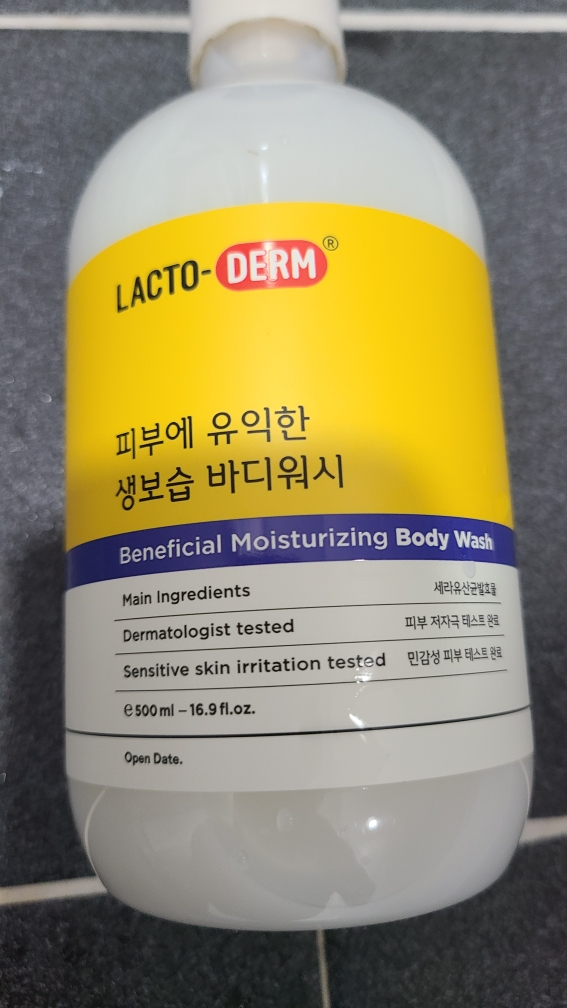 LACTO-DERM®
피부에 유익한
생보습 바디워시
Beneficial Moisturizing Body Wash
Main Ingredients 세라유산균발효물
Dermatologist tested 피부 저자극 테스트 완료
Sensitive skin irritation tested 민감성 피부 테스트 완료
℮500 ml – 16.9 fl.oz.
Open Date.